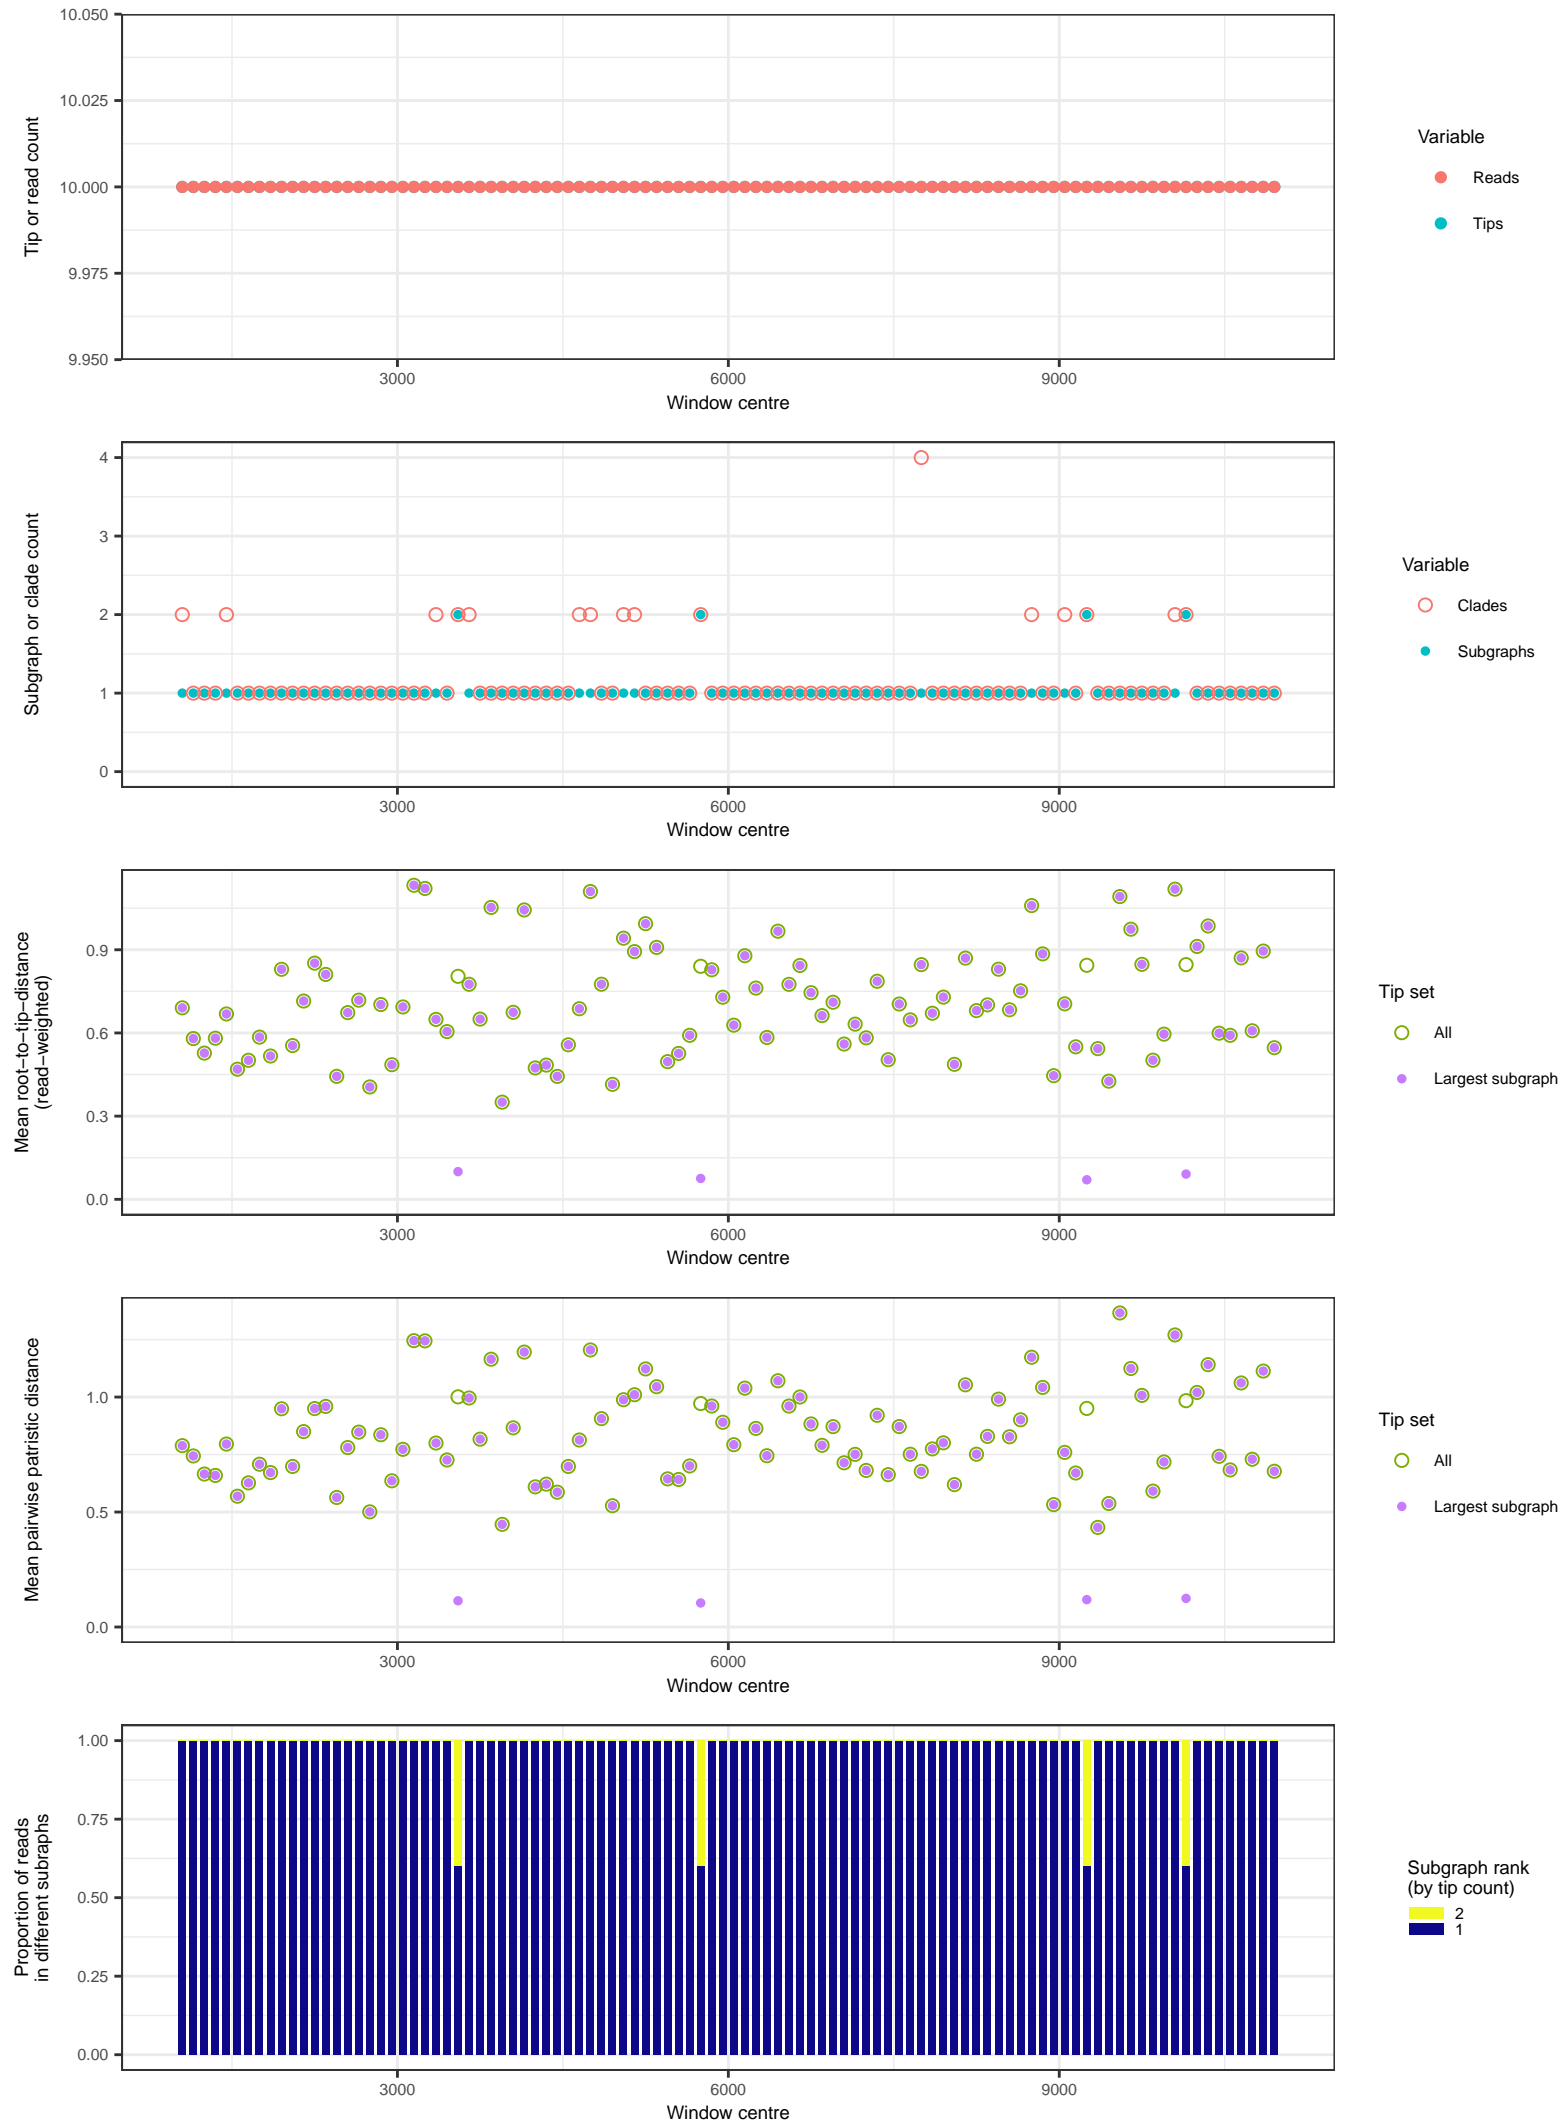 10.050
10.025
10.000
9.975
9.950
Tip or read count
3000
6000
9000
Window centre
Variable
Reads
Tips
4
3
2
1
0
Subgraph or clade count
3000
6000
9000
Window centre
Variable
Clades
Subgraphs
0.9
0.6
0.3
0.0
Mean root−to−tip−distance
(read−weighted)
3000
6000
9000
Window centre
Tip set
All
Largest subgraph
1.0
0.5
0.0
Mean pairwise patristic distance
3000
6000
9000
Window centre
Tip set
All
Largest subgraph
1.00
0.75
0.50
0.25
0.00
Proportion of reads
in different subraphs
3000
6000
9000
Window centre
Subgraph rank
(by tip count)
2
1